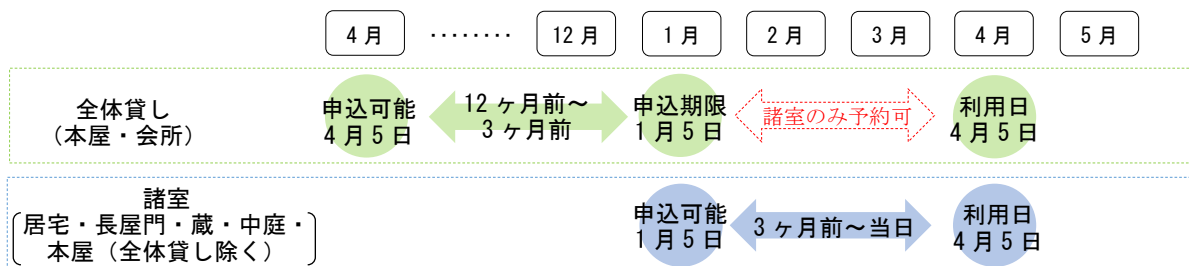 4月 ‥‥‥‥ 12月 1月 2月 3月 4月 5月
全体貸し
（本屋・会所）
申込可能
4月5日
12ヶ月前～
3ヶ月前
申込期限
1月5日
諸室のみ予約可
利用日
4月5日
諸室
居宅・長屋門・蔵・中庭・
本屋（全体貸し除く）
申込可能
1月5日
3ヶ月前～当日
利用日
4月5日